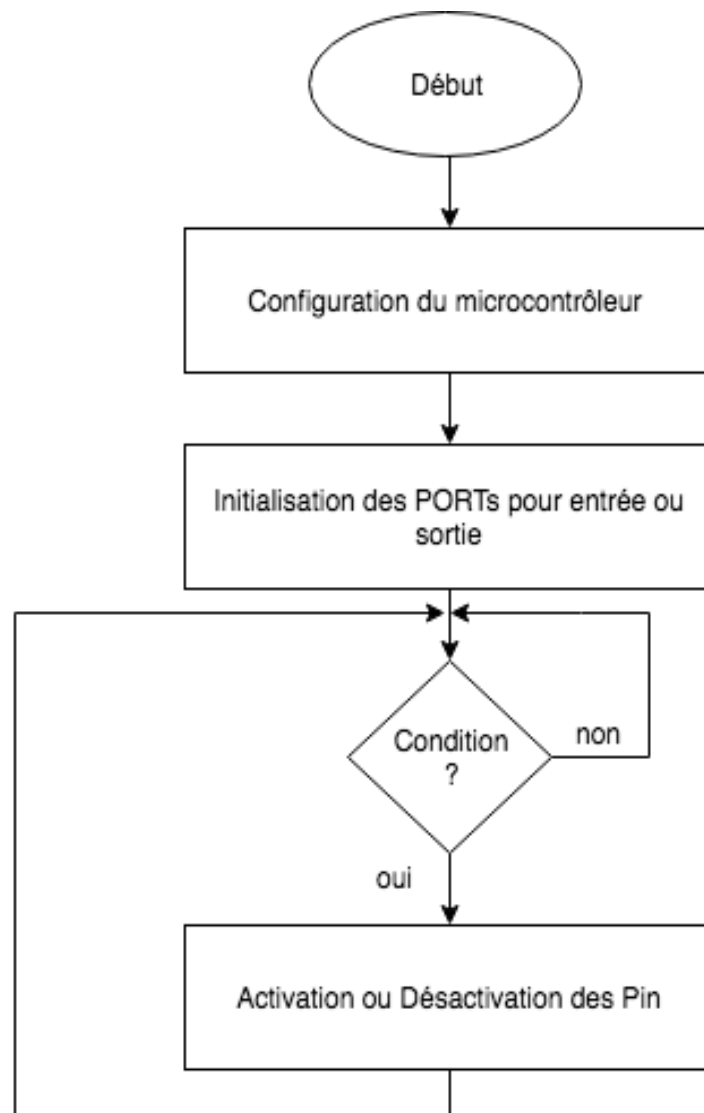 Début
Configuration du microcontrôleur
Initialisation des PORTs pour entrée ou
sortie
Condition
?
non
oui
Activation ou Désactivation des Pin